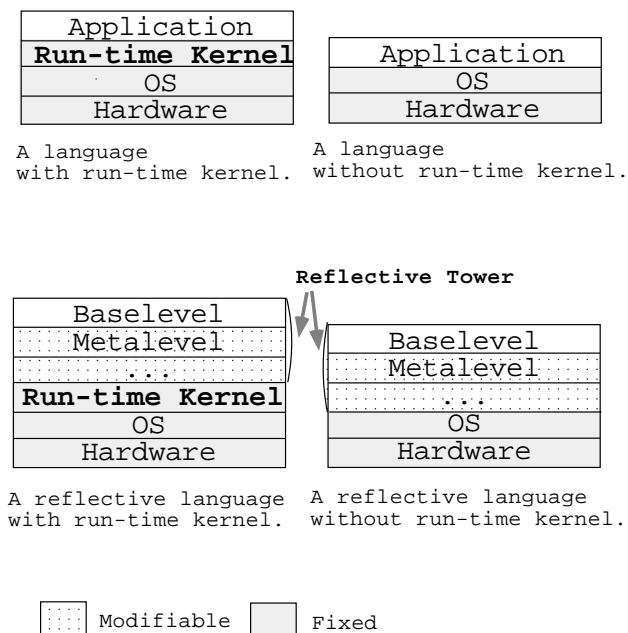 Application
Run-time Kernel
OS
Hardware
A language
with run-time kernel.
Application
OS
Hardware
A language
without run-time kernel.
Reflective Tower
Baselevel
Metalevel
...
Run-time Kernel
OS
Hardware
A reflective language
with run-time kernel.
Baselevel
Metalevel
...
OS
Hardware
A reflective language
without run-time kernel.
Modifiable
Fixed